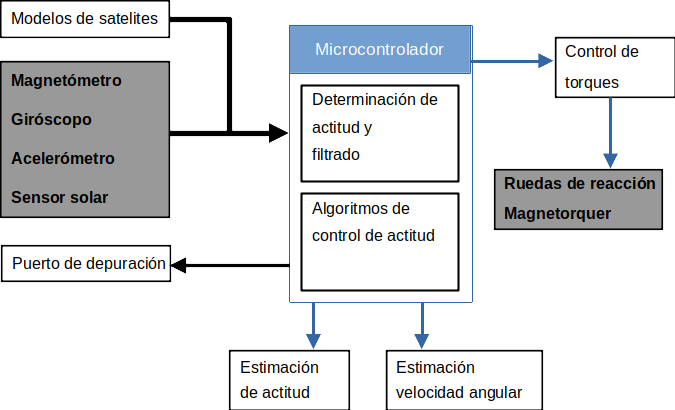 Modelos de satelites
Magnetómetro
Giróscopo
Acelerómetro
Sensor solar
Puerto de depuración
Microcontrolador
Determinación de
actitud y
filtrado
Algoritmos de
control de actitud
Control de
torques
Ruedas de reacción
Magnetorquer
Estimación
de actitud
Estimación
velocidad angular